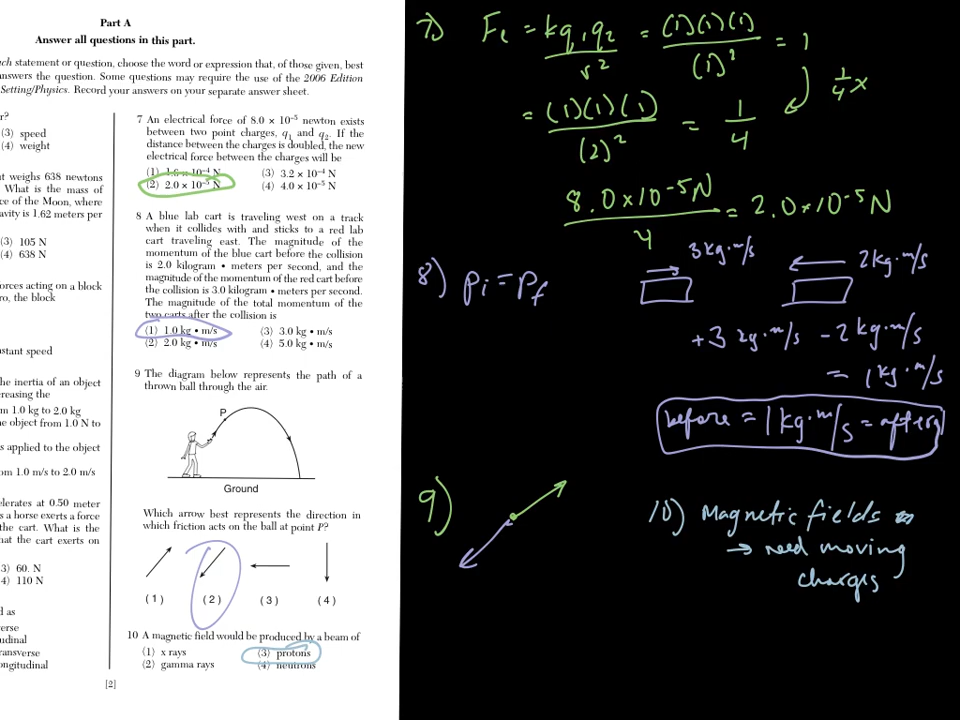 Part A
Answer all questions in this part.
ch statement or question, choose the word or expression that, of those given, best
nswers the question. Some questions may require the use of the 2006 Edition
Setting/Physics. Record your answers on your separate answer sheet.
r?
(3) speed
(4) weight
t weighs 638 newtons
What is the mass of
ce of the Moon, where
avity is 1.62 meters per
(3) 105 N
(4) 638 N
orces acting on a block
ro, the block
nstant speed
he inertia of an object
reasing the
m 1.0 kg to 2.0 kg
e object from 1.0 N to
s applied to the object
om 1.0 m/s to 2.0 m/s
elerates at 0.50 meter
s a horse exerts a force
the cart. What is the
hat the cart exerts on
3) 60. N
4) 110 N
d as
erse
udinal
ransverse
ongitudinal
7 An electrical force of 8.0 × 10⁻⁵ newton exists
between two point charges, q₁ and q₂. If the
distance between the charges is doubled, the new
electrical force between the charges will be
(1) 1.6 × 10⁻⁴ N (3) 3.2 × 10⁻⁴ N
(2) 2.0 × 10⁻⁵ N (4) 4.0 × 10⁻⁵ N
8 A blue lab cart is traveling west on a track
when it collides with and sticks to a red lab
cart traveling east. The magnitude of the
momentum of the blue cart before the collision
is 2.0 kilogram • meters per second, and the
magnitude of the momentum of the red cart before
the collision is 3.0 kilogram • meters per second.
The magnitude of the total momentum of the
two carts after the collision is
(1) 1.0 kg • m/s (3) 3.0 kg • m/s
(2) 2.0 kg • m/s (4) 5.0 kg • m/s
9 The diagram below represents the path of a
thrown ball through the air.
P
Ground
Which arrow best represents the direction in
which friction acts on the ball at point P?
(1) (2) (3) (4)
10 A magnetic field would be produced by a beam of
(1) x rays (3) protons
(2) gamma rays (4) neutrons
[2]
7) Fe = kq₁q₂ / r² = (1)(1)(1) / (1)² = 1
= (1)(1)(1) / (2)² = 1/4
1/4 x
8.0×10⁻⁵N / 4 = 2.0×10⁻⁵N
8) pi = pf
3 kg·m/s
2 kg·m/s
+3 2g·m/s - 2 kg·m/s
= 1 kg·m/s
before = 1 kg·m/s = after
9)
10) Magnetic fields
→ need moving
charges